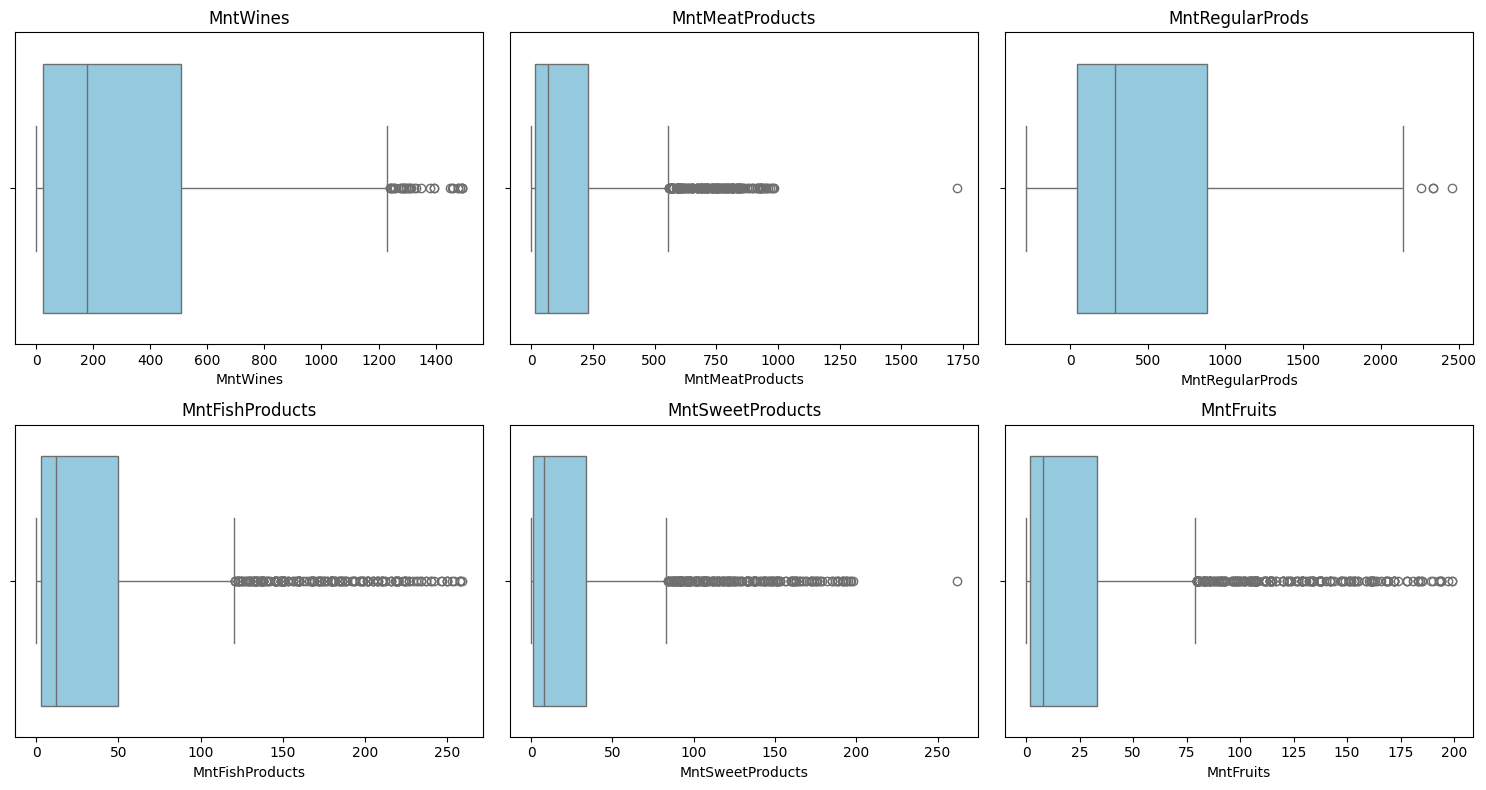 MntWines
MntMeatProducts
MntRegularProds
0 200 400 600 800 1000 1200 1400
0 250 500 750 1000 1250 1500 1750
0 500 1000 1500 2000 2500
MntWines
MntMeatProducts
MntRegularProds
MntFishProducts
MntSweetProducts
MntFruits
0 50 100 150 200 250
0 50 100 150 200 250
0 25 50 75 100 125 150 175 200
MntFishProducts
MntSweetProducts
MntFruits